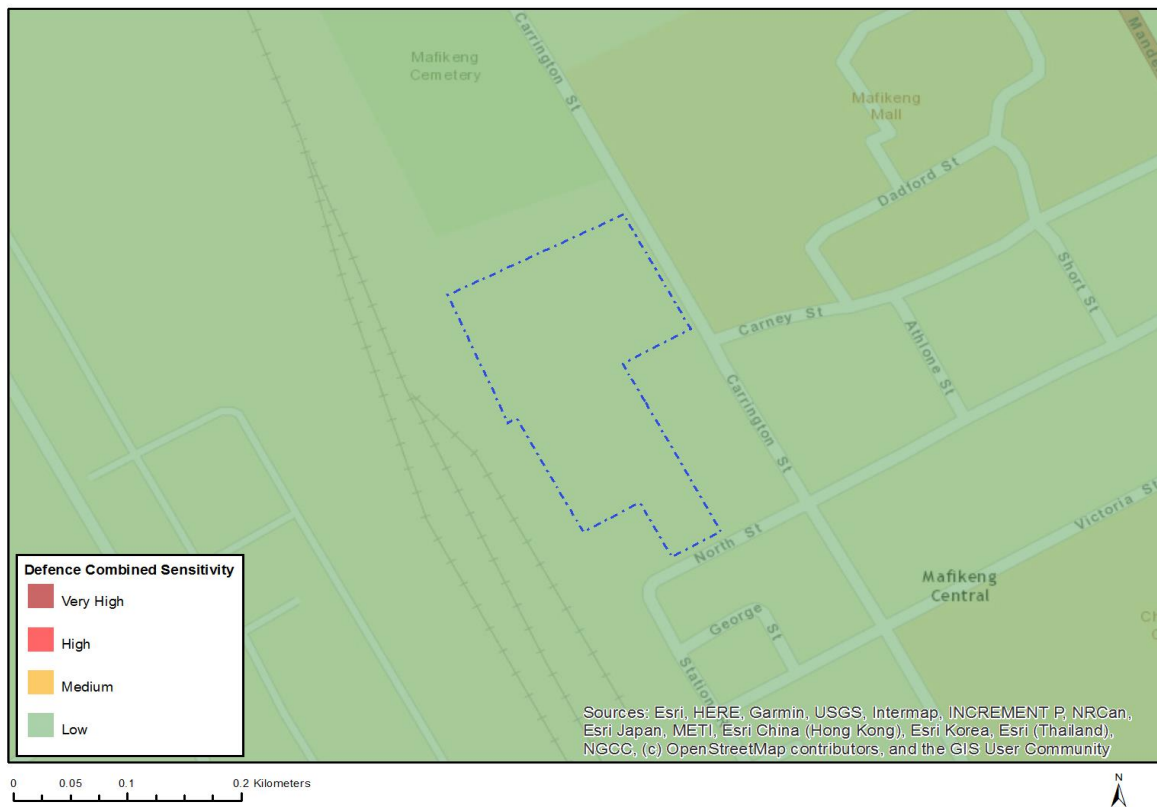 Mafikeng
Cemetery
Carrington St
Mafikeng
Mall
Dadford St
Short St
Carney St
Athlone St
Carrington St
North St
Victoria St
Mafikeng
Central
George St
Station
Defence Combined Sensitivity
Very High
High
Medium
Low
Sources: Esri, HERE, Garmin, USGS, Intermap, INCREMENT P, NRCan,
Esri Japan, METI, Esri China (Hong Kong), Esri Korea, Esri (Thailand),
NGCC, (c) OpenStreetMap contributors, and the GIS User Community
0 0.05 0.1 0.2 Kilometers
N